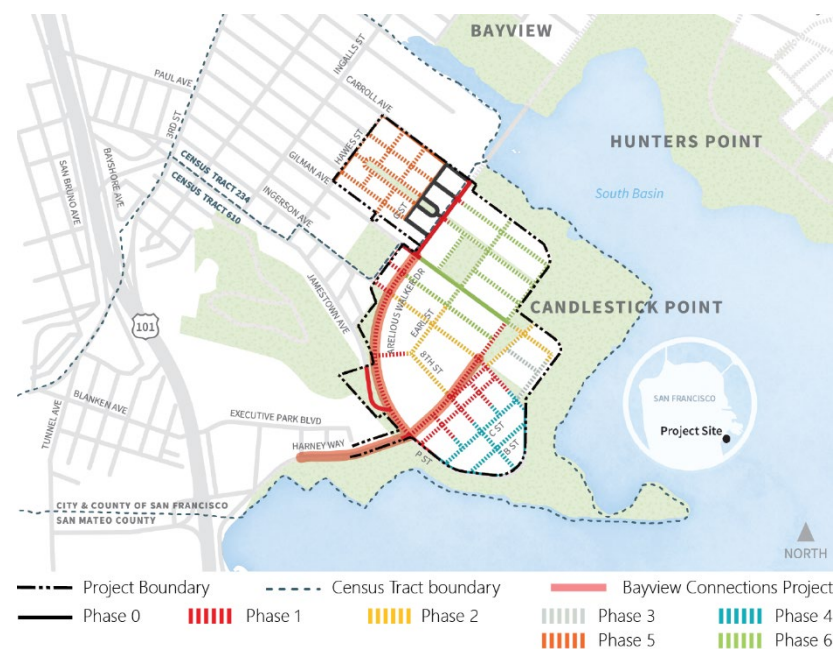 BAYVIEW
INGALLS ST
PAUL AVE
CARROLL AVE
3RD ST
HAWES ST
HUNTERS POINT
GILMAN AVE
BAYSHORE AVE
SAN BRUNO AVE
CENSUS TRACT 234
CENSUS TRACT 610
INGERSON AVE
South Basin
JAMESTOWN AVE
ARELIOUS WALKER DR
EARL ST
CANDLESTICK POINT
101
8TH ST
SAN FRANCISCO
Project Site
BLANKEN AVE
TUNNEL AVE
EXECUTIVE PARK BLVD
HARNEY WAY
C ST
B ST
P ST
CITY & COUNTY OF SAN FRANCISCO
SAN MATEO COUNTY
NORTH
Project Boundary
Census Tract boundary
Bayview Connections Project
Phase 0
Phase 1
Phase 2
Phase 3
Phase 4
Phase 5
Phase 6